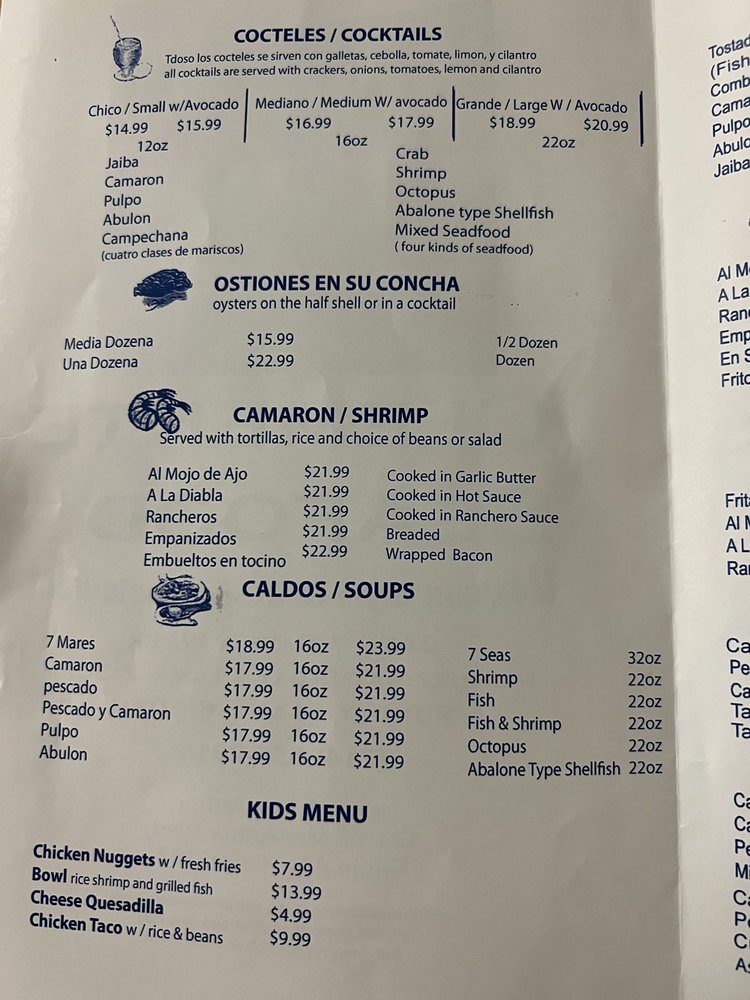 COCTELES / COCKTAILS
Tdoso los cocteles se sirven con galletas, cebolla, tomate, limon, y cilantro
all cocktails are served with crackers, onions, tomatoes, lemon and cilantro
Chico / Small w/Avocado
$14.99 $15.99
12oz
Mediano / Medium W/ avocado
$16.99 $17.99
16oz
Grande / Large W / Avocado
$18.99 $20.99
22oz
Jaiba Crab
Camaron Shrimp
Pulpo Octopus
Abulon Abalone type Shellfish
Campechana Mixed Seadfood
(cuatro clases de mariscos) ( four kinds of seadfood)
OSTIONES EN SU CONCHA
oysters on the half shell or in a cocktail
Media Dozena $15.99 1/2 Dozen
Una Dozena $22.99 Dozen
CAMARON / SHRIMP
Served with tortillas, rice and choice of beans or salad
Al Mojo de Ajo $21.99 Cooked in Garlic Butter
A La Diabla $21.99 Cooked in Hot Sauce
Rancheros $21.99 Cooked in Ranchero Sauce
Empanizados $21.99 Breaded
Embueltos en tocino $22.99 Wrapped Bacon
CALDOS / SOUPS
7 Mares $18.99 16oz $23.99 7 Seas 32oz
Camaron $17.99 16oz $21.99 Shrimp 22oz
pescado $17.99 16oz $21.99 Fish 22oz
Pescado y Camaron $17.99 16oz $21.99 Fish & Shrimp 22oz
Pulpo $17.99 16oz $21.99 Octopus 22oz
Abulon $17.99 16oz $21.99 Abalone Type Shellfish 22oz
KIDS MENU
Chicken Nuggets w / fresh fries $7.99
Bowl rice shrimp and grilled fish $13.99
Cheese Quesadilla $4.99
Chicken Taco w / rice & beans $9.99
(Fish
Pulpo
Jaiba
A La